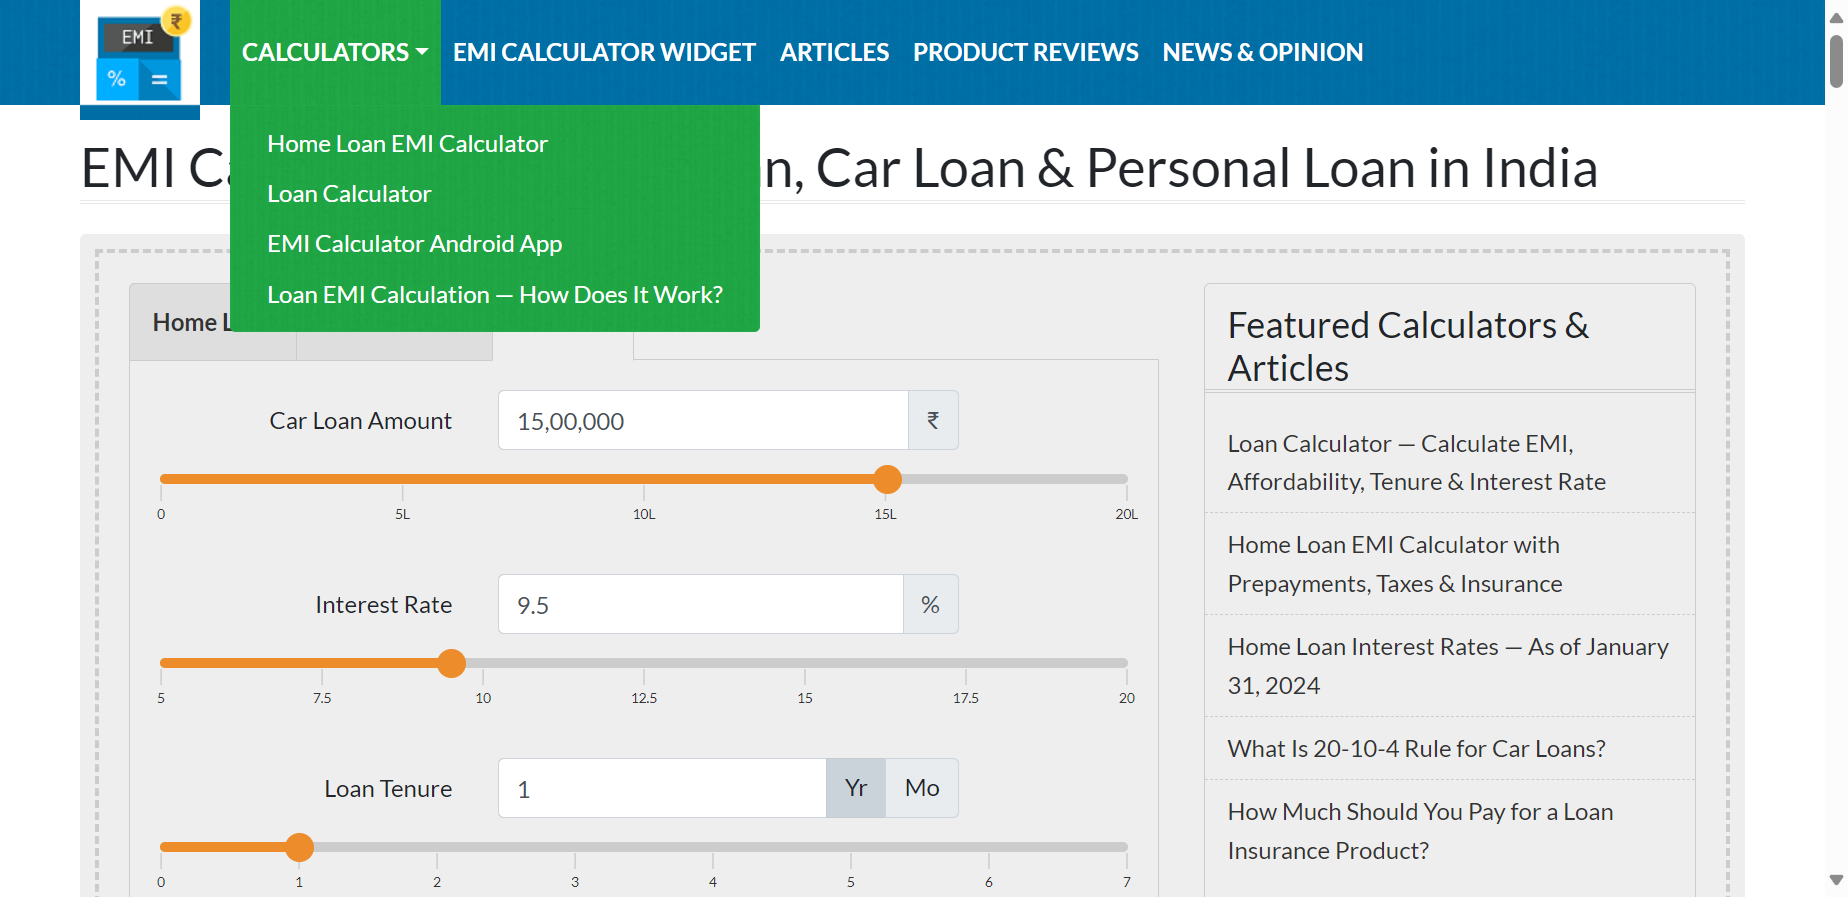 EMI
₹
%
=
CALCULATORS
EMI CALCULATOR WIDGET
ARTICLES
PRODUCT REVIEWS
NEWS & OPINION
Home Loan EMI Calculator
Loan Calculator
EMI Calculator Android App
Loan EMI Calculation — How Does It Work?
EMI
n, Car Loan & Personal Loan in India
Home
Car Loan Amount
15,00,000
₹
0
5L
10L
15L
20L
Interest Rate
9.5
%
5
7.5
10
12.5
15
17.5
20
Loan Tenure
1
Yr
Mo
0
1
2
3
4
5
6
7
Featured Calculators &
Articles
Loan Calculator — Calculate EMI,
Affordability, Tenure & Interest Rate
Home Loan EMI Calculator with
Prepayments, Taxes & Insurance
Home Loan Interest Rates — As of January
31, 2024
What Is 20-10-4 Rule for Car Loans?
How Much Should You Pay for a Loan
Insurance Product?